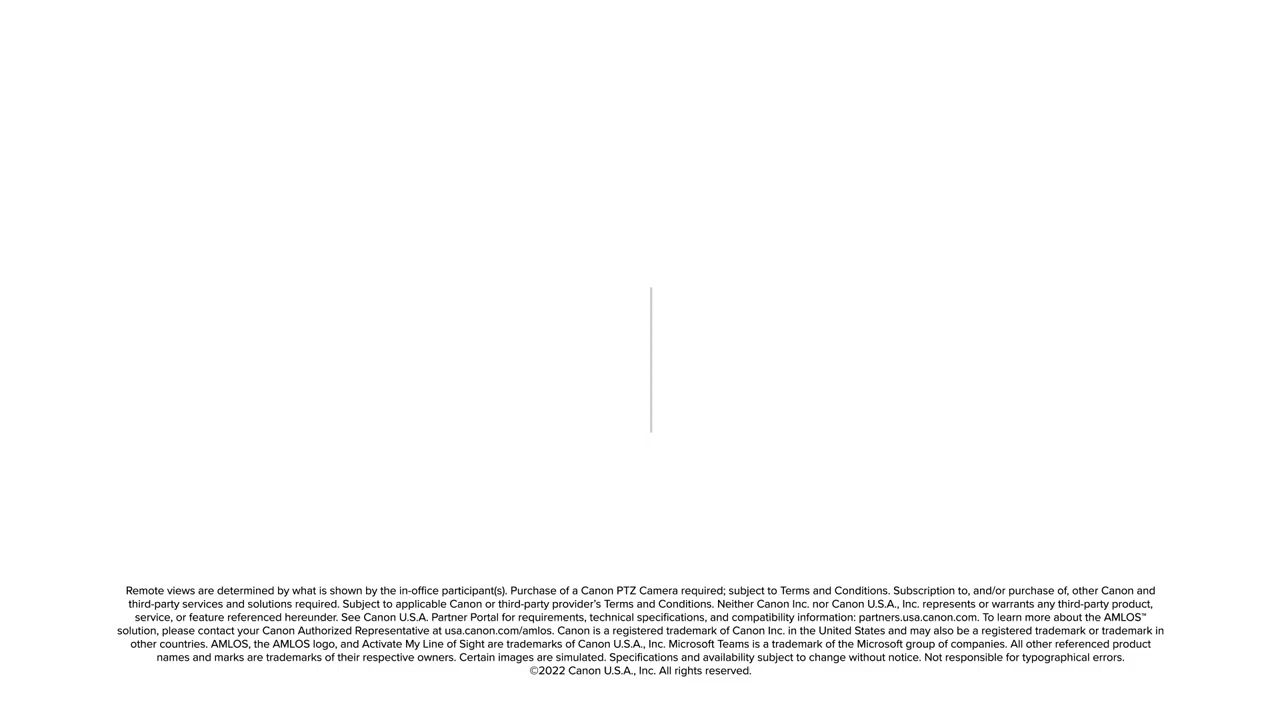 Remote views are determined by what is shown by the in-office participant(s). Purchase of a Canon PTZ Camera required; subject to Terms and Conditions. Subscription to, and/or purchase of, other Canon and
third-party services and solutions required. Subject to applicable Canon or third-party provider’s Terms and Conditions. Neither Canon Inc. nor Canon U.S.A., Inc. represents or warrants any third-party product,
service, or feature referenced hereunder. See Canon U.S.A. Partner Portal for requirements, technical specifications, and compatibility information: partners.usa.canon.com. To learn more about the AMLOS™
solution, please contact your Canon Authorized Representative at usa.canon.com/amlos. Canon is a registered trademark of Canon Inc. in the United States and may also be a registered trademark or trademark in
other countries. AMLOS, the AMLOS logo, and Activate My Line of Sight are trademarks of Canon U.S.A., Inc. Microsoft Teams is a trademark of the Microsoft group of companies. All other referenced product
names and marks are trademarks of their respective owners. Certain images are simulated. Specifications and availability subject to change without notice. Not responsible for typographical errors.
©2022 Canon U.S.A., Inc. All rights reserved.